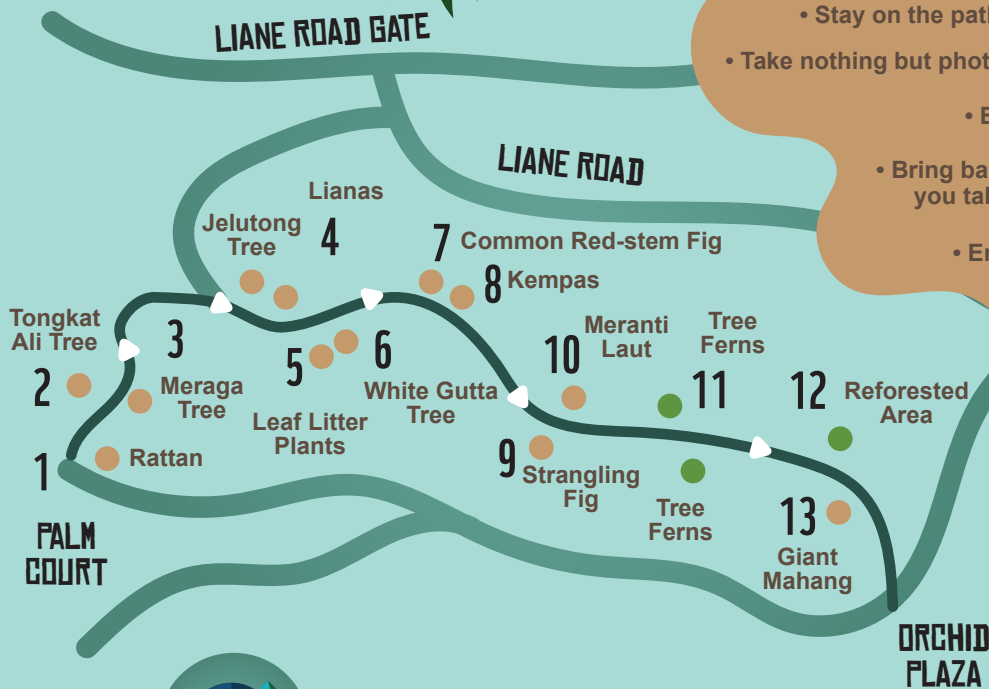 LIANE ROAD GATE
• Stay on the path
• Take nothing but phot
• E
LIANE ROAD
• Bring ba
you tal
• En
Lianas
4
Jelutong
Tree
7 Common Red-stem Fig
8 Kempas
Tongkat
Ali Tree
2
3
Meraga
Tree
5
6
White Gutta
Tree
Leaf Litter
Plants
10
Meranti
Laut
Tree
Ferns
11
12
Reforested
Area
1
Rattan
9
Strangling
Fig
Tree
Ferns
13
Giant
Mahang
PALM
COURT
ORCHID
PLAZA